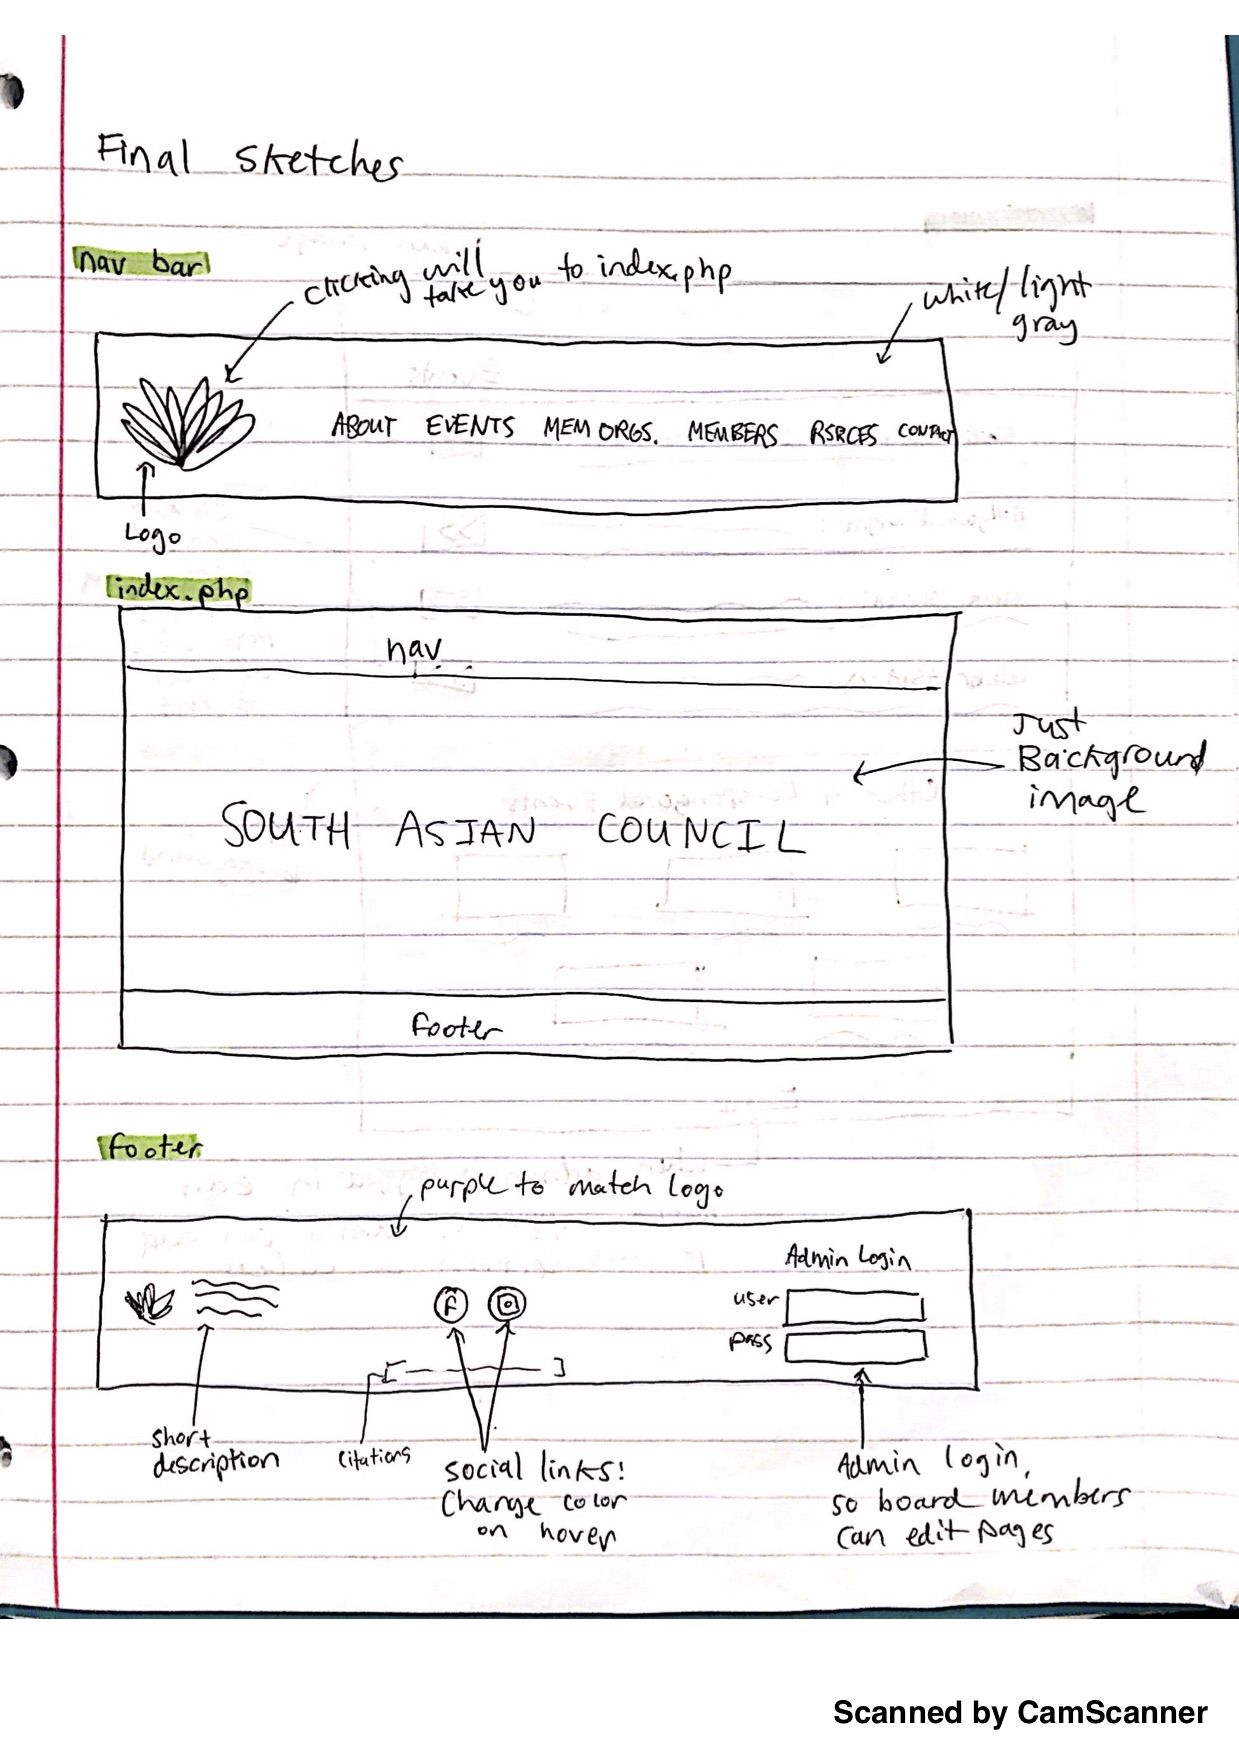 Final Sketches
nav bar
clicking will
take you to index.php
white/light
gray
ABOUT EVENTS MEM ORGS. MEMBERS RSRCES CONTACT
Logo
index.php
nav
Just
Background
image
SOUTH ASIAN COUNCIL
footer
footer
purple to match logo
Admin Login
user
pass
short
description
citations
social links!
Change color
on hover
Admin login,
so board members
can edit pages
Scanned by CamScanner